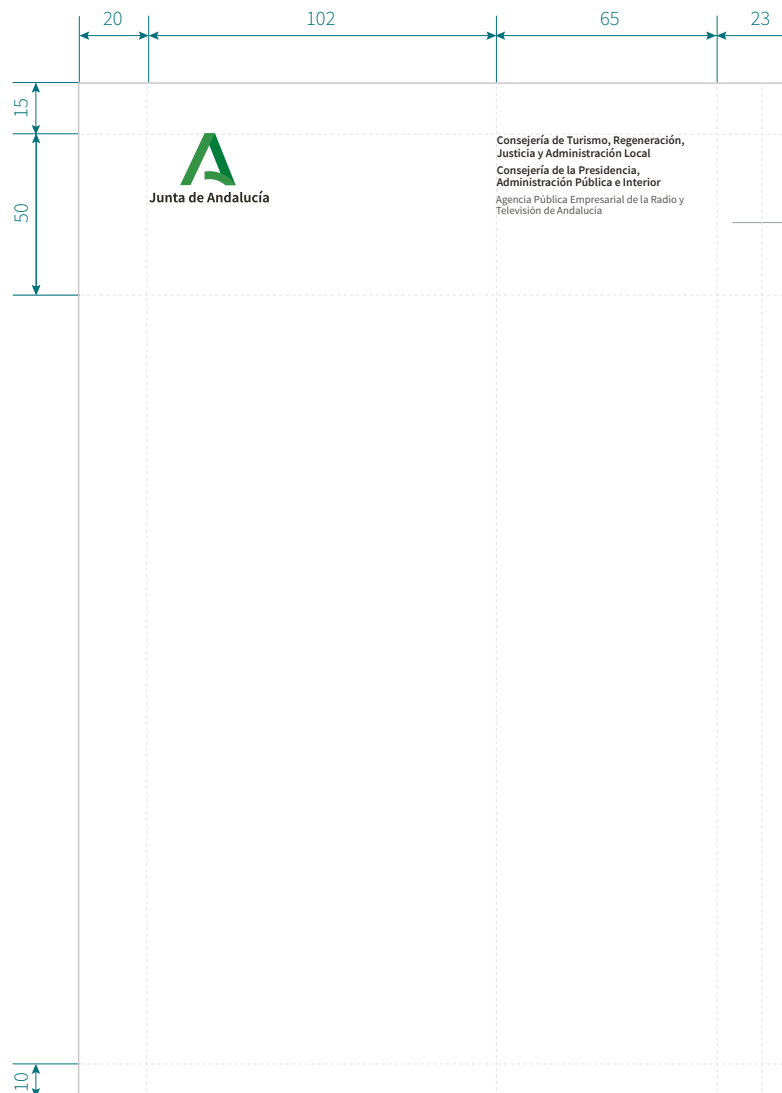 20 102 65 23
15
50
Junta de Andalucía
Consejería de Turismo, Regeneración,
Justicia y Administración Local
Consejería de la Presidencia,
Administración Pública e Interior
Agencia Pública Empresarial de la Radio y
Televisión de Andalucía
10